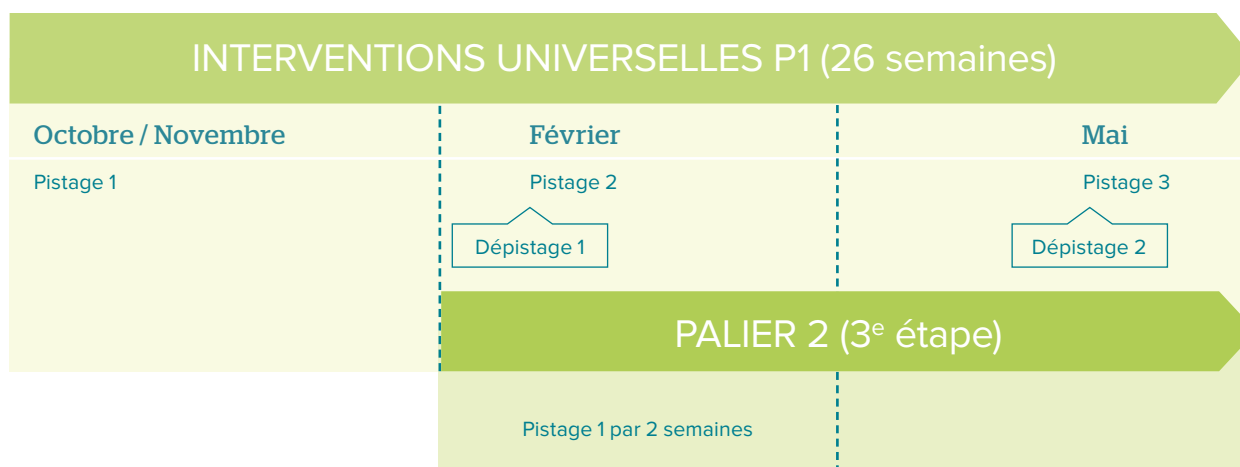 INTERVENTIONS UNIVERSELLES P1 (26 semaines)
Octobre / Novembre
Février
Mai
Pistage 1
Pistage 2
Pistage 3
Dépistage 1
Dépistage 2
PALIER 2 (3e étape)
Pistage 1 par 2 semaines